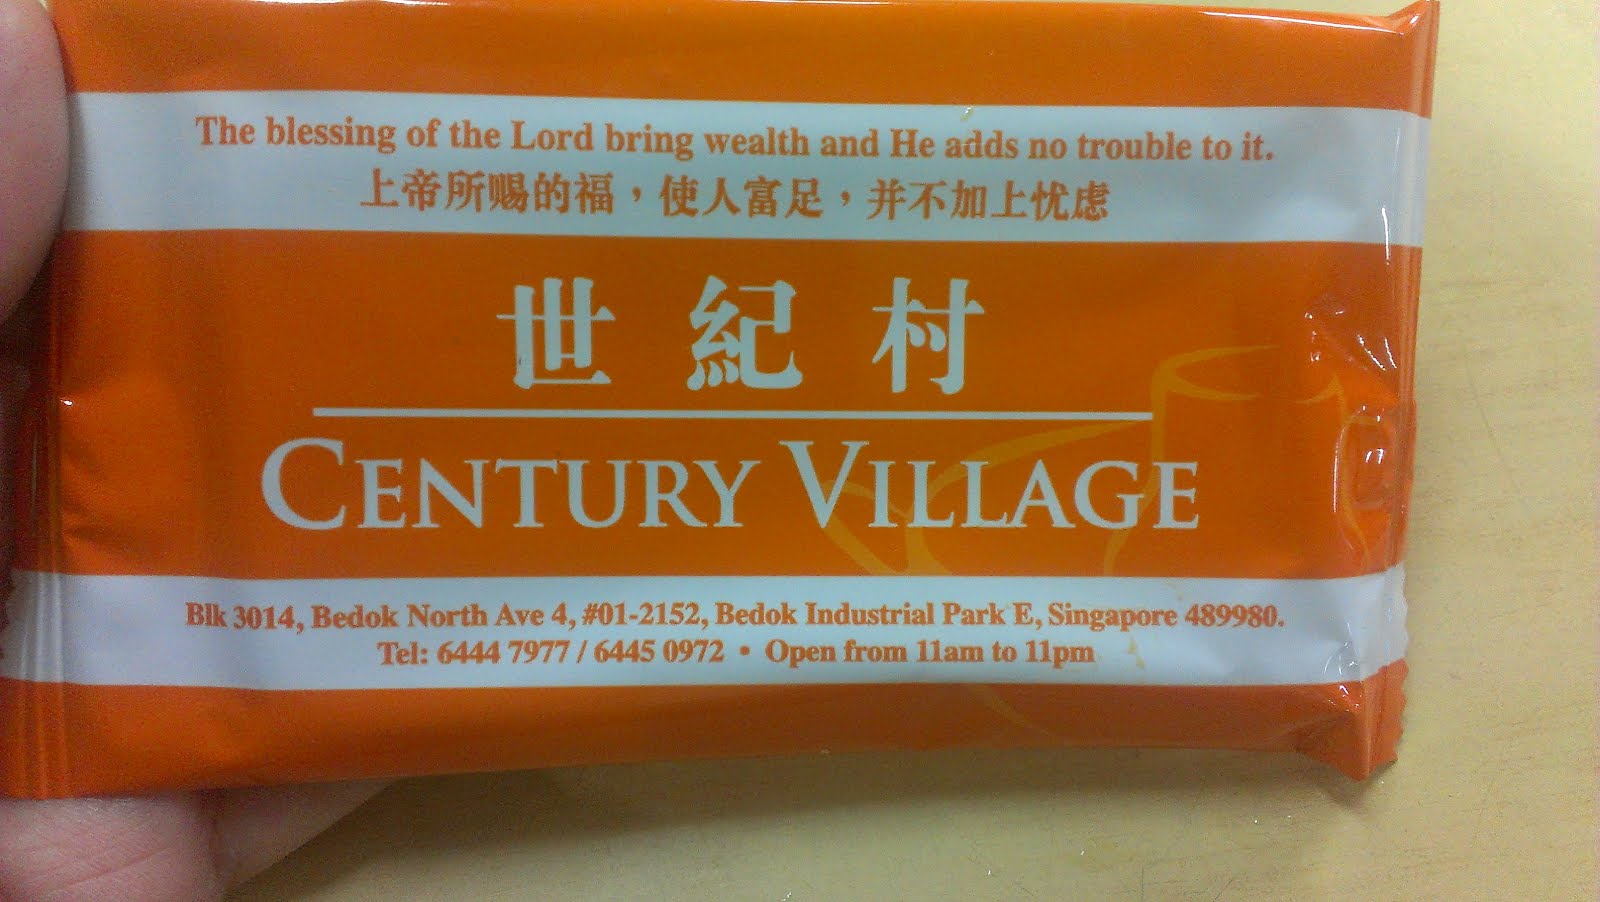 The blessing of the Lord bring wealth and He adds no trouble to it.
上帝所赐的福，使人富足，并不加上忧虑
世紀村
CENTURY VILLAGE
Blk 3014, Bedok North Ave 4, #01-2152, Bedok Industrial Park E, Singapore 489980.
Tel: 6444 7977 / 6445 0972 • Open from 11am to 11pm